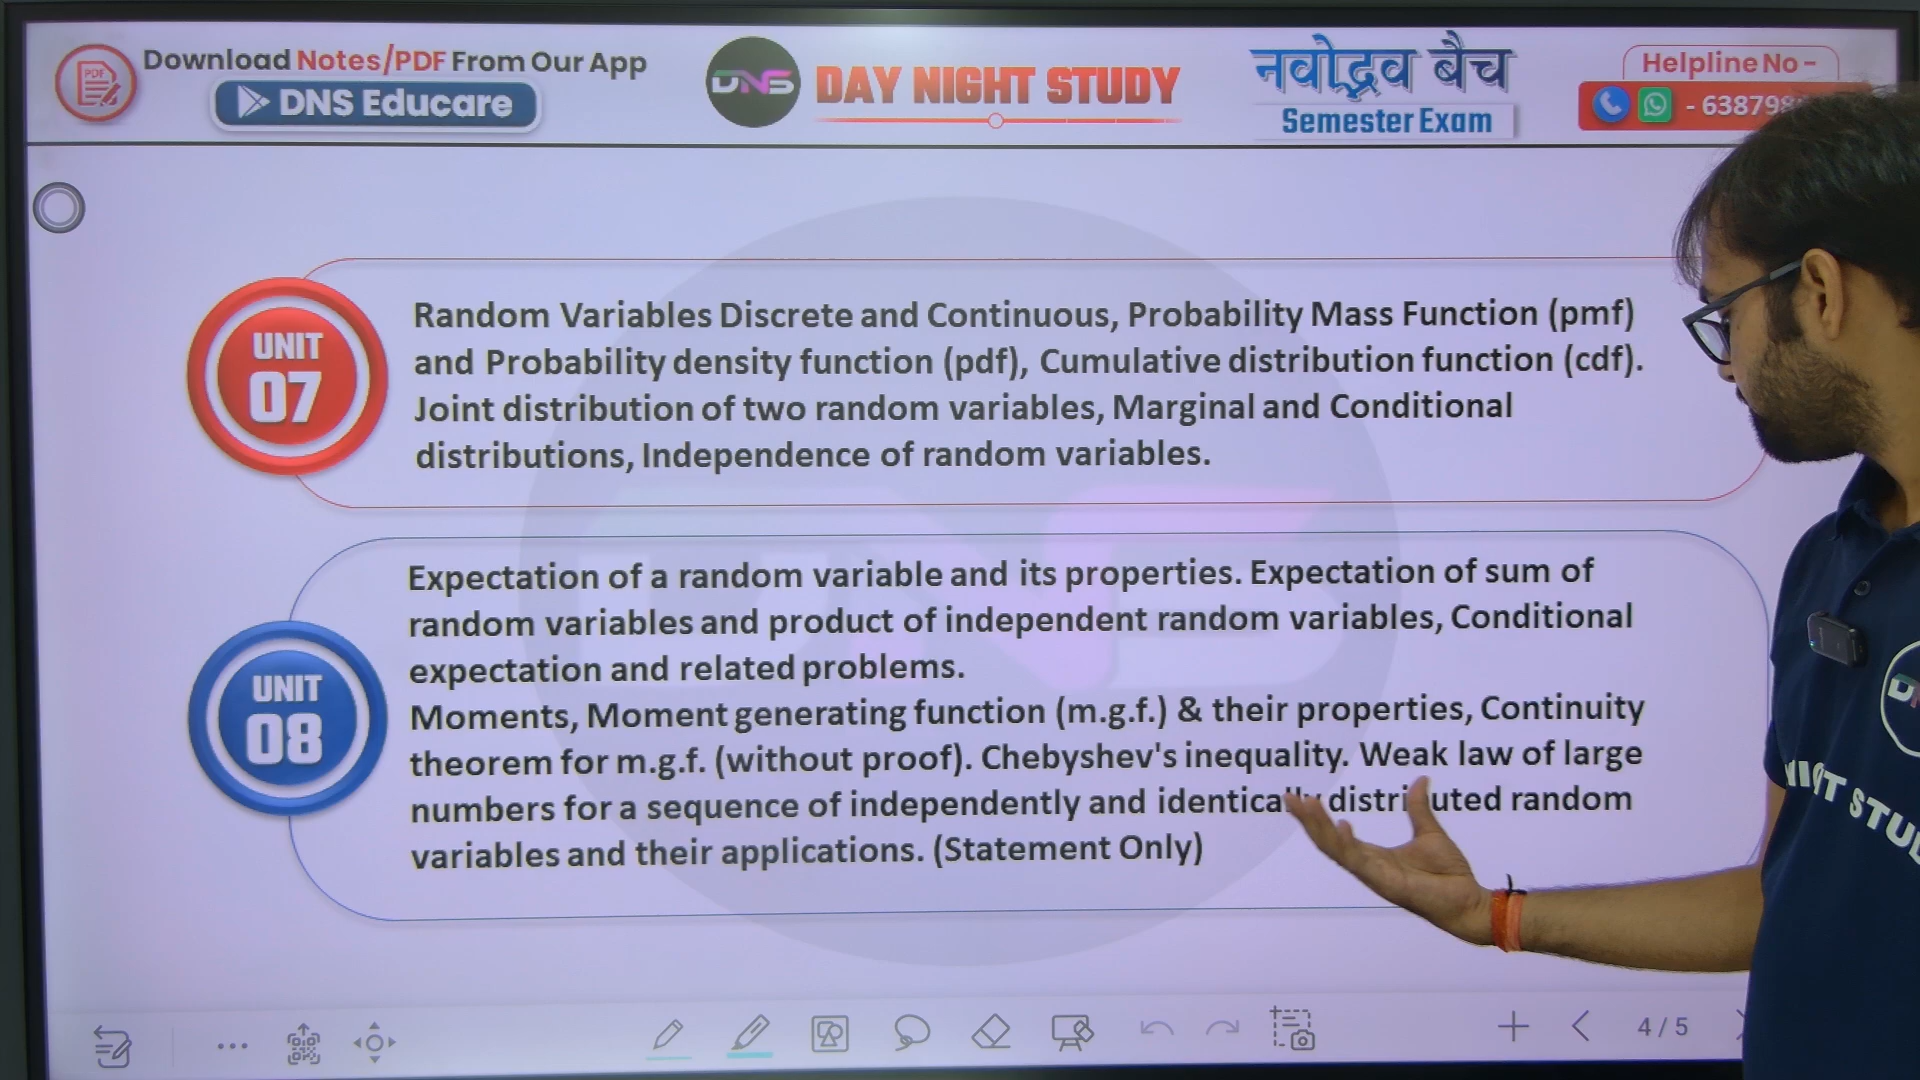 Download Notes/PDF From Our App
DNS Educare
DNS
DAY NIGHT STUDY
नवोद्भव बैच
Semester Exam
Helpline No -
- 63879
UNIT
07
Random Variables Discrete and Continuous, Probability Mass Function (pmf)
and Probability density function (pdf), Cumulative distribution function (cdf).
Joint distribution of two random variables, Marginal and Conditional
distributions, Independence of random variables.
UNIT
08
Expectation of a random variable and its properties. Expectation of sum of
random variables and product of independent random variables, Conditional
expectation and related problems.
Moments, Moment generating function (m.g.f.) & their properties, Continuity
theorem for m.g.f. (without proof). Chebyshev's inequality. Weak law of large
numbers for a sequence of independently and identically distributed random
variables and their applications. (Statement Only)
4 / 5